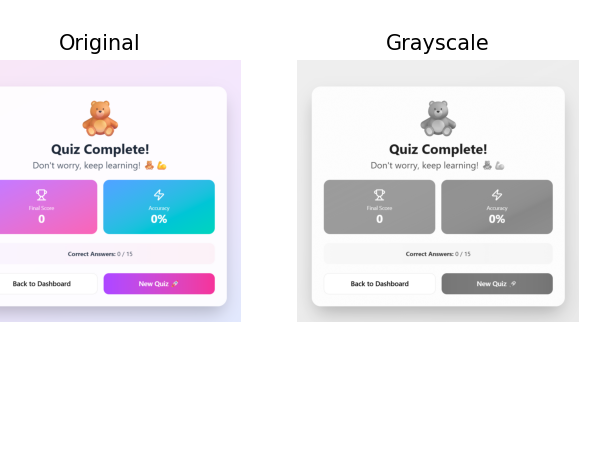 Original
Quiz Complete!
Don't worry, keep learning! 🧸 💪
Final Score
0
Accuracy
0%
Correct Answers: 0 / 15
Back to Dashboard
New Quiz 🚀
Grayscale
Quiz Complete!
Don't worry, keep learning! 🧸 💪
Final Score
0
Accuracy
0%
Correct Answers: 0 / 15
Back to Dashboard
New Quiz 🚀